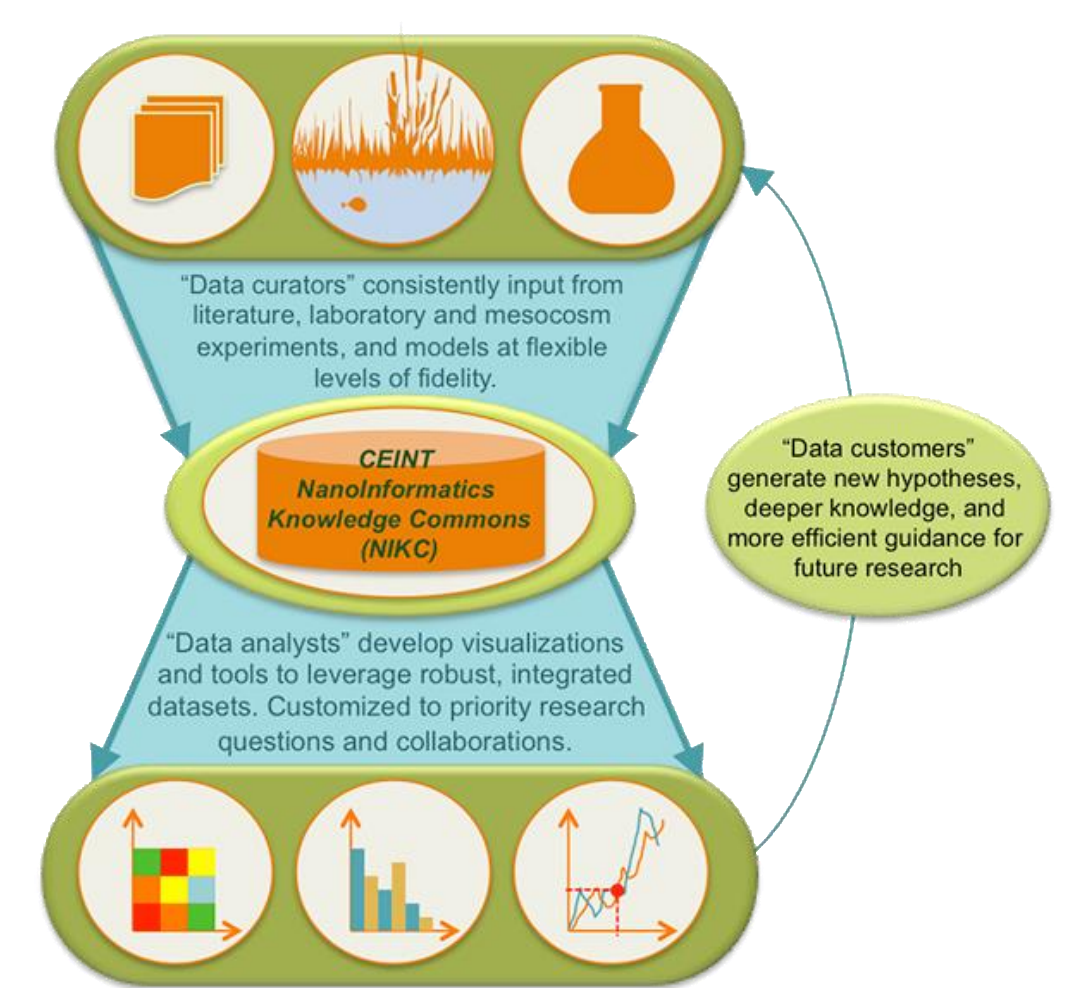 “Data curators” consistently input from
literature, laboratory and mesocosm
experiments, and models at flexible
levels of fidelity.
CEINT
NanoInformatics
Knowledge Commons
(NIKC)
“Data customers”
generate new hypotheses,
deeper knowledge, and
more efficient guidance for
future research
“Data analysts” develop visualizations
and tools to leverage robust, integrated
datasets. Customized to priority research
questions and collaborations.